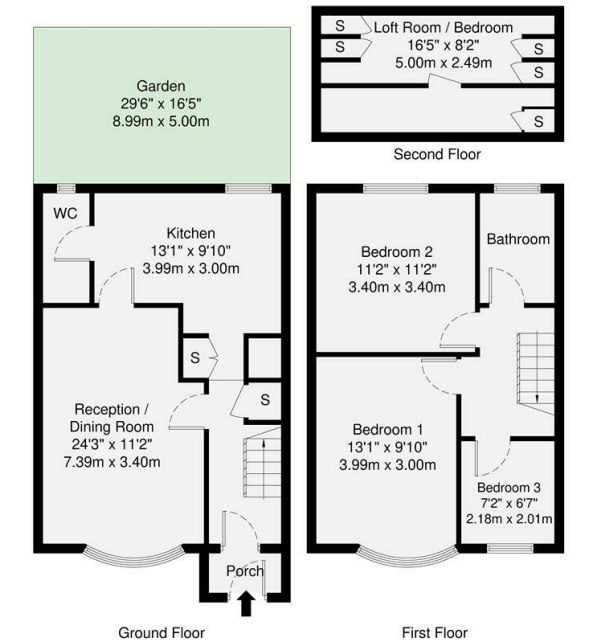 S
Loft Room / Bedroom
S
16'5" x 8'2"
S
5.00m x 2.49m
S
S
Second Floor
Garden
29'6" x 16'5"
8.99m x 5.00m
WC
Kitchen
13'1" x 9'10"
3.99m x 3.00m
S
S
Reception /
Dining Room
24'3" x 11'2"
7.39m x 3.40m
Porch
Ground Floor
Bedroom 2
11'2" x 11'2"
3.40m x 3.40m
Bathroom
Bedroom 1
13'1" x 9'10"
3.99m x 3.00m
Bedroom 3
7'2" x 6'7"
2.18m x 2.01m
First Floor